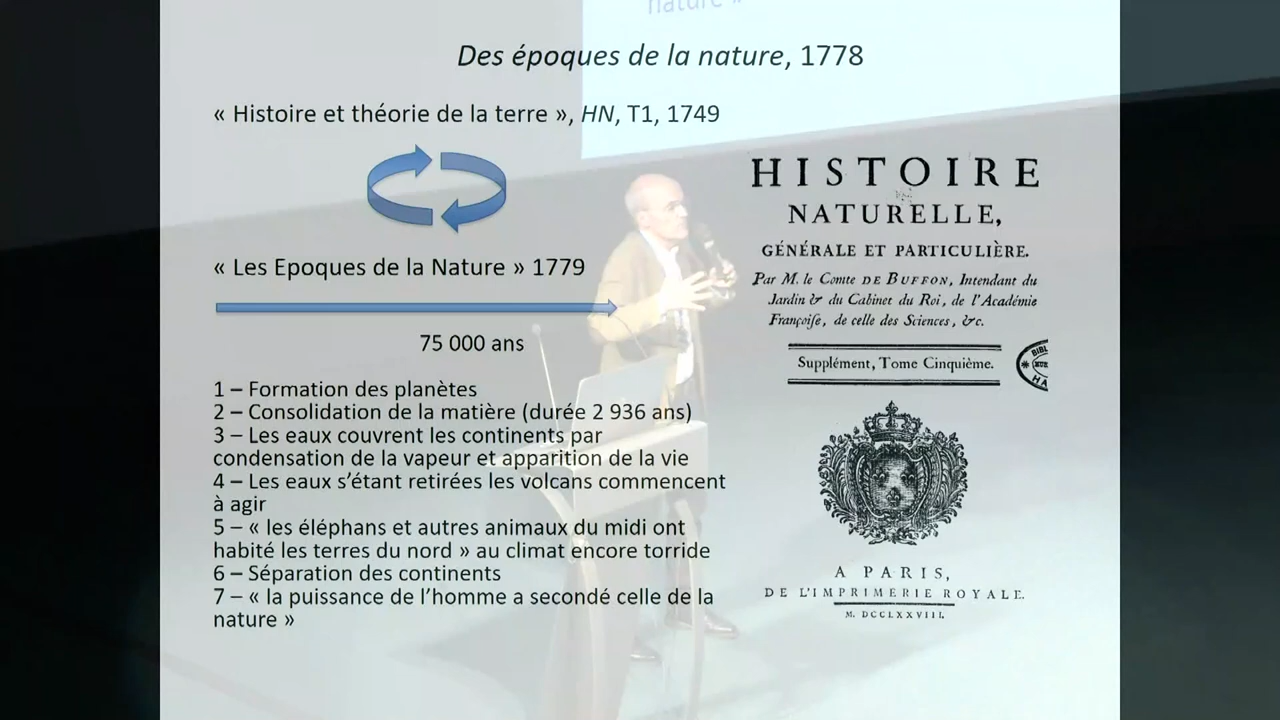 nature »
Des époques de la nature, 1778
« Histoire et théorie de la terre », HN, T1, 1749
« Les Epoques de la Nature » 1779
75 000 ans
1 – Formation des planètes
2 – Consolidation de la matière (durée 2 936 ans)
3 – Les eaux couvrent les continents par
condensation de la vapeur et apparition de la vie
4 – Les eaux s’étant retirées les volcans commencent
à agir
5 – « les éléphans et autres animaux du midi ont
habité les terres du nord » au climat encore torride
6 – Séparation des continents
7 – « la puissance de l’homme a secondé celle de la
nature »
HISTOIRE
NATURELLE,
GÉNÉRALE ET PARTICULIÈRE.
Par M. le Comte DE BUFFON, Intendant du
Jardin & du Cabinet du Roi, de l’Académie
Françoiſe, de celle des Sciences, &c.
Supplément, Tome Cinquième.
BIBL
HA
A PARIS,
DE L’IMPRIMERIE ROYALE.
M. DCCLXXVIII.